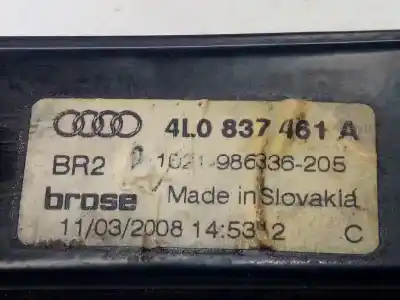 4L0 837 461 A
BR2 1021-986336-205
brose Made in Slovakia
11/03/2008 14:53 12 C